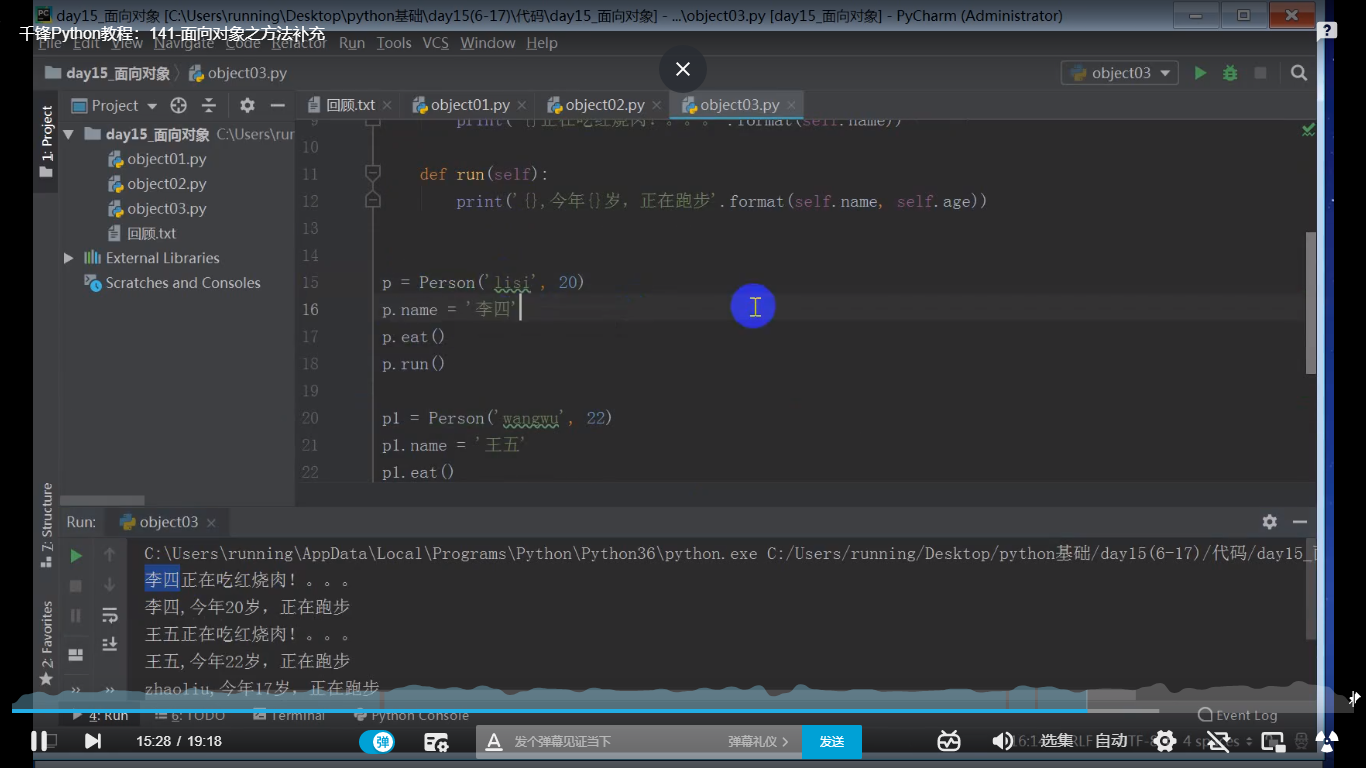 day15_面向对象 [C:\Users\running\Desktop\python基础\day15(6-17)\代码\day15_面向对象] - ...\object03.py [day15_面向对象] - PyCharm (Administrator)
千锋Python教程：141-面向对象之方法补充
File Edit View Navigate Code Refactor Run Tools VCS Window Help
day15_面向对象 object03.py
object03
Project
回顾.txt object01.py object02.py object03.py
1: Project
day15_面向对象 C:\Users\run
object01.py
object02.py
object03.py
回顾.txt
External Libraries
Scratches and Consoles
9 print('{}正在吃红烧肉！。。。'.format(self.name))
10
11 def run(self):
12 print('{},今年{}岁，正在跑步'.format(self.name, self.age))
13
14
15 p = Person('lisi', 20)
16 p.name = '李四'
17 p.eat()
18 p.run()
19
20 p1 = Person('wangwu', 22)
21 p1.name = '王五'
22 p1.eat()
7: Structure
2: Favorites
Run: object03
C:\Users\running\AppData\Local\Programs\Python\Python36\python.exe C:/Users/running/Desktop/python基础/day15(6-17)/代码/day15_面
李四正在吃红烧肉！。。。
李四,今年20岁，正在跑步
王五正在吃红烧肉！。。。
王五,今年22岁，正在跑步
zhaoliu,今年17岁，正在跑步
4: Run 6: TODO Terminal Python Console Event Log
15:28 / 19:18 弹 发个弹幕见证当下 弹幕礼仪 > 发送 选集 自动